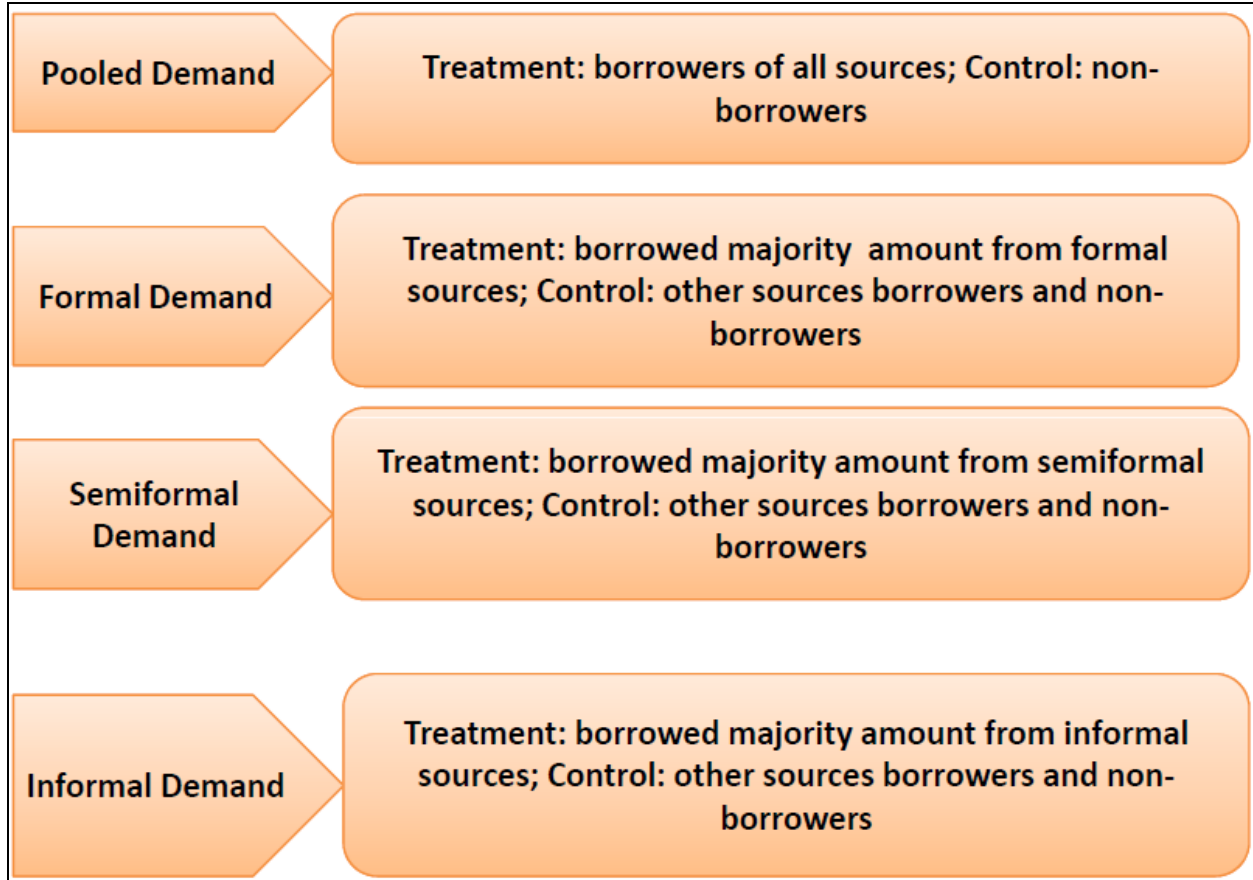 Pooled Demand
Treatment: borrowers of all sources; Control: non-
borrowers
Formal Demand
Treatment: borrowed majority  amount from formal
sources; Control: other sources borrowers and non-
borrowers
Semiformal
Demand
Treatment: borrowed majority amount from semiformal
sources; Control: other sources borrowers and non-
borrowers
Informal Demand
Treatment: borrowed majority amount from informal
sources; Control: other sources borrowers and non-
borrowers